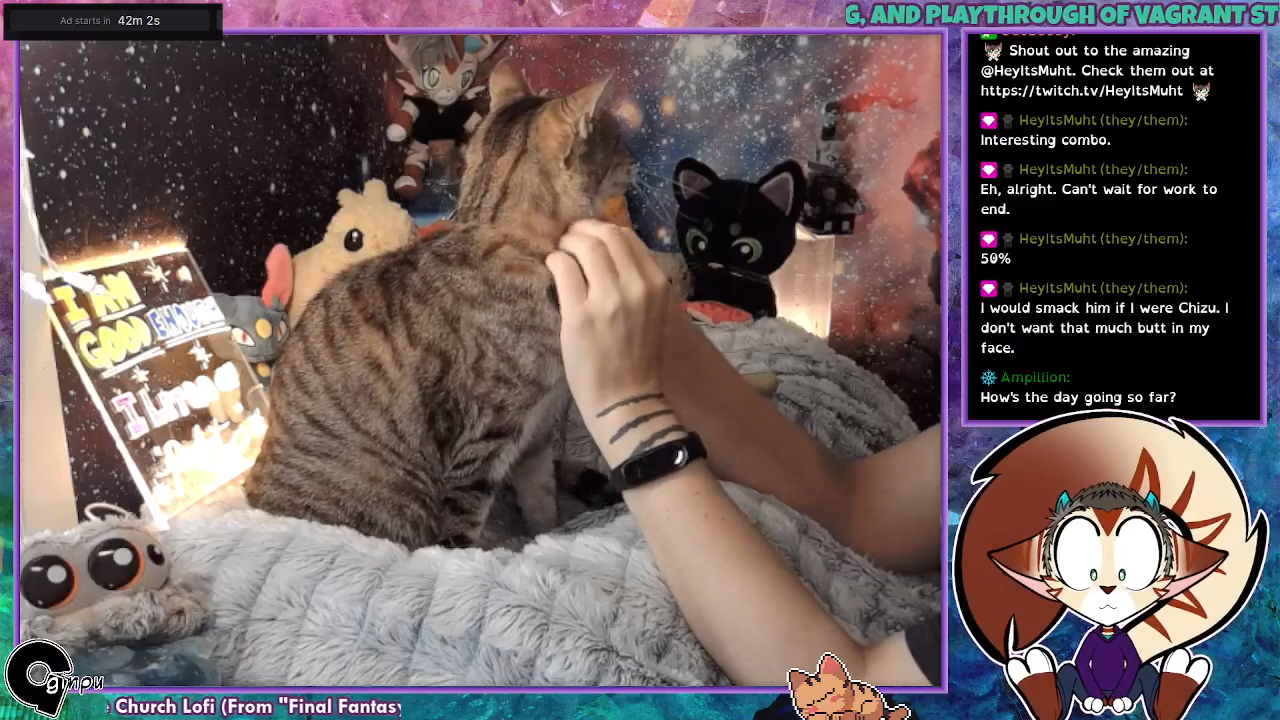 Ad starts in 42m 2s
G, AND PLAYTHROUGH OF VAGRANT ST
Shout out to the amazing
@HeyItsMuht. Check them out at
https://twitch.tv/HeyItsMuht
HeyItsMuht (they/them):
Interesting combo.
HeyItsMuht (they/them):
Eh, alright. Can't wait for work to
end.
HeyItsMuht (they/them):
50%
HeyItsMuht (they/them):
I would smack him if I were Chizu. I
don't want that much butt in my
face.
Ampillion:
How's the day going so far?
I AM
GOOD ENOUGH
ginpu
Church Lofi (From "Final Fantasy